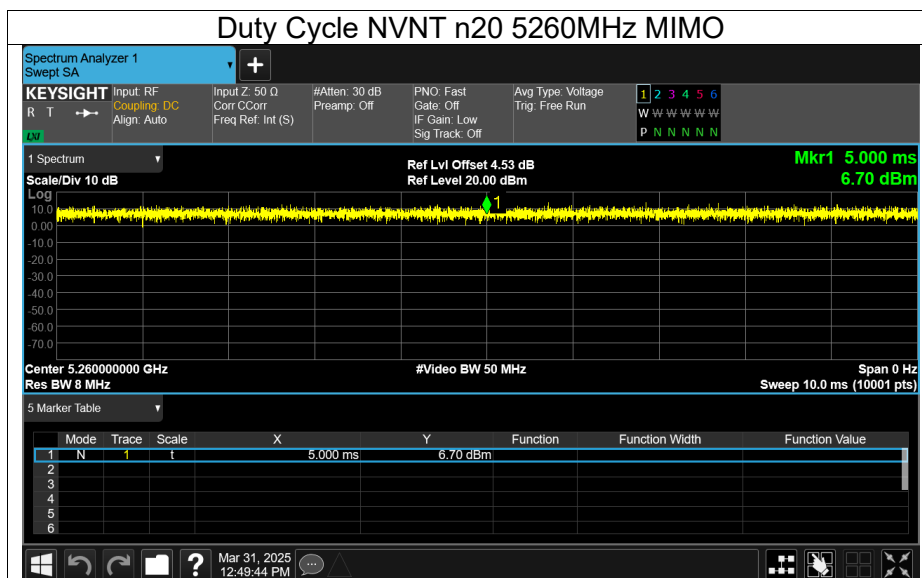 Duty Cycle NVNT n20 5260MHz MIMO
Spectrum Analyzer 1
Swept SA
+
KEYSIGHT Input: RF Input Z: 50 Ω #Atten: 30 dB PNO: Fast Avg Type: Voltage 1 2 3 4 5 6
R T Coupling: DC Corr CCorr Preamp: Off Gate: Off Trig: Free Run W W W W W W
Align: Auto Freq Ref: Int (S) IF Gain: Low
LXI Sig Track: Off P N N N N N
1 Spectrum Ref Lvl Offset 4.53 dB Mkr1 5.000 ms
Scale/Div 10 dB Ref Level 20.00 dBm 6.70 dBm
Log
1
10.0
0.00
-10.0
-20.0
-30.0
-40.0
-50.0
-60.0
-70.0
Center 5.260000000 GHz #Video BW 50 MHz Span 0 Hz
Res BW 8 MHz Sweep 10.0 ms (10001 pts)
5 Marker Table
Mode Trace Scale X Y Function Function Width Function Value
1 N 1 t 5.000 ms 6.70 dBm
2
3
4
5
6
? Mar 31, 2025
12:49:44 PM